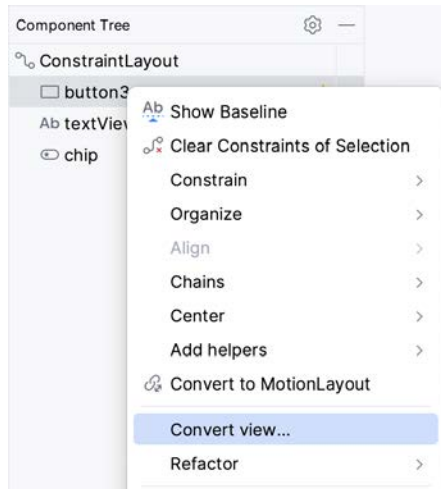 Component Tree
ConstraintLayout
button3
Ab textView
chip
Ab Show Baseline
Clear Constraints of Selection
Constrain
Organize
Align
Chains
Center
Add helpers
Convert to MotionLayout
Convert view...
Refactor